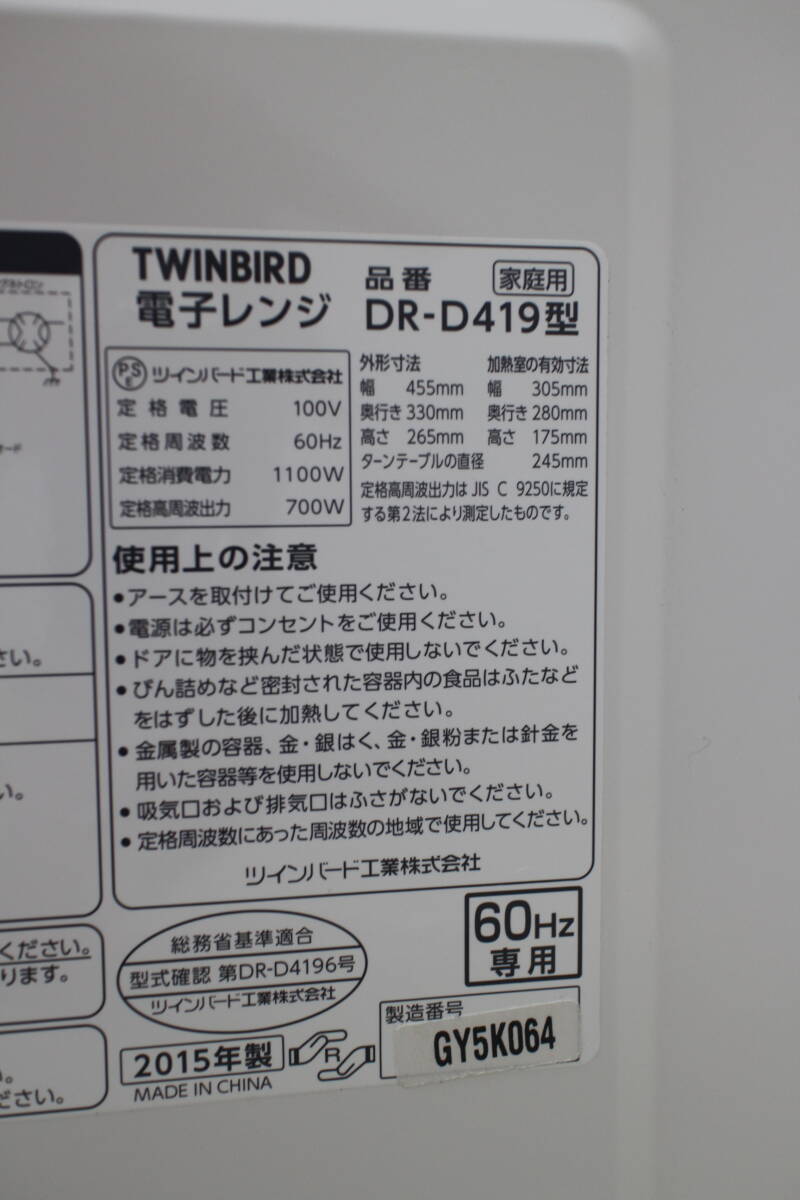 TWINBIRD
電子レンジ
品番 家庭用
DR-D419型
PSE ツインバード工業株式会社
定格電圧 100V
定格周波数 60Hz
定格消費電力 1100W
定格高周波出力 700W
外形寸法 加熱室の有効寸法
幅 455mm 幅 305mm
奥行き 330mm 奥行き 280mm
高さ 265mm 高さ 175mm
ターンテーブルの直径 245mm
定格高周波出力は JIS C 9250に規定
する第2法により測定したものです。
使用上の注意
●アースを取付けてご使用ください。
●電源は必ずコンセントをご使用ください。
●ドアに物を挟んだ状態で使用しないでください。
●びん詰めなど密封された容器内の食品はふたなど
をはずした後に加熱してください。
●金属製の容器、金・銀はく、金・銀粉または針金を
用いた容器等を使用しないでください。
●吸気口および排気口はふさがないでください。
●定格周波数にあった周波数の地域で使用してください。
ツインバード工業株式会社
さい。
い。
ください。
ります。
ださい。
総務省基準適合
型式確認 第DR-D4196号
ツインバード工業株式会社
60Hz
専用
2015年製
MADE IN CHINA
R
製造番号
GY5K064